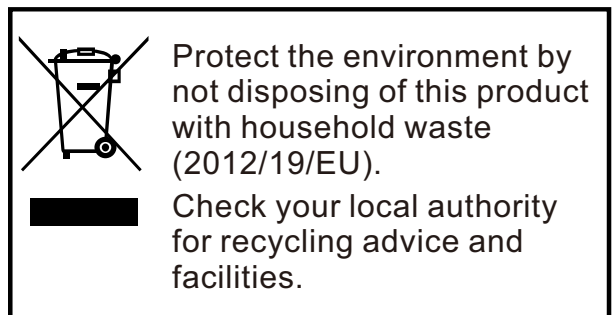 Protect the environment by
not disposing of this product
with household waste
(2012/19/EU).
Check your local authority
for recycling advice and
facilities.